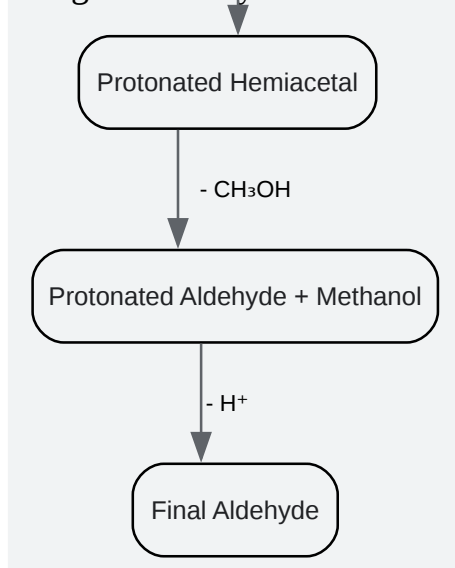 Protonated Hemiacetal
- CH₃OH
Protonated Aldehyde + Methanol
- H⁺
Final Aldehyde